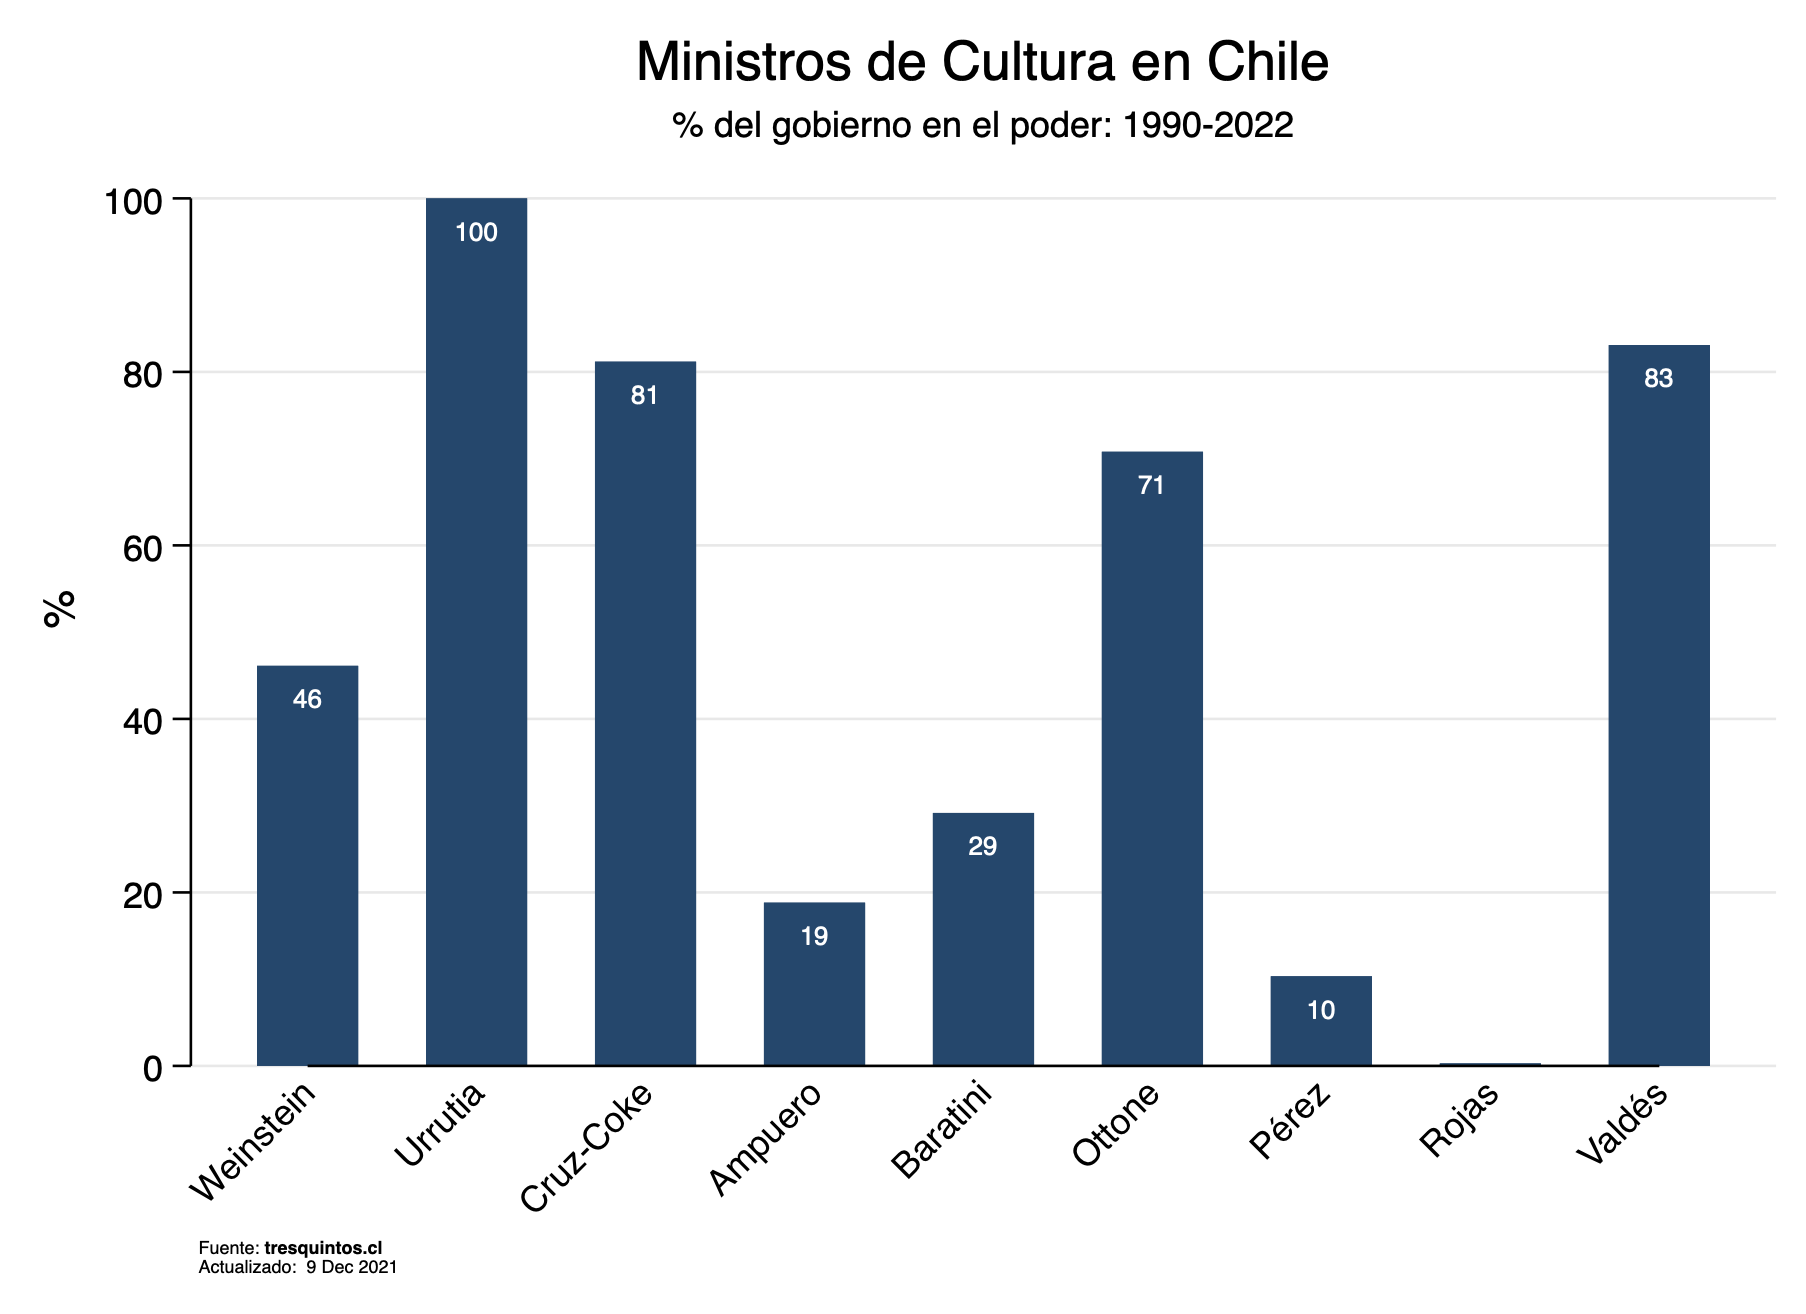 Ministros de Cultura en Chile
% del gobierno en el poder: 1990-2022
%
100
80
60
40
20
0
46
100
81
19
29
71
10
83
Weinstein
Urrutia
Cruz-Coke
Ampuero
Baratini
Ottone
Pérez
Rojas
Valdés
Fuente: tresquintos.cl
Actualizado:  9 Dec 2021